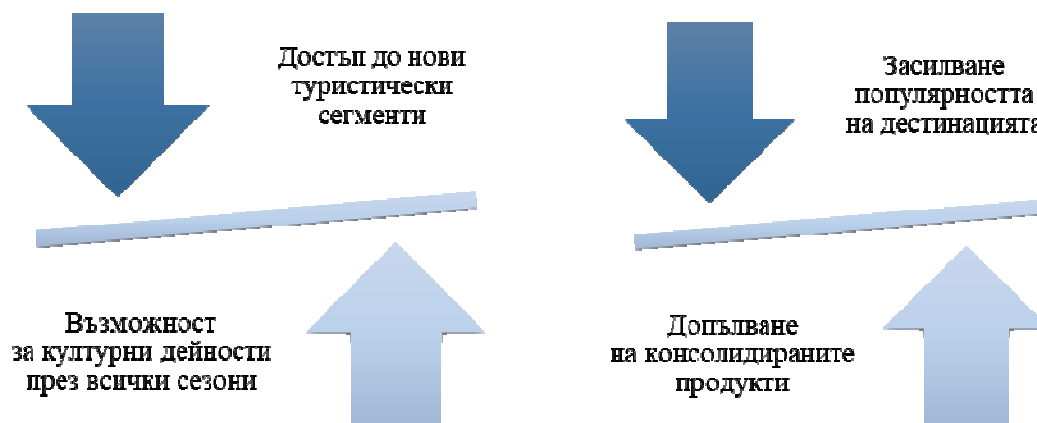 Достъп до нови
туристически
сегменти
Възможност
за културни дейности
през всички сезони
Засилване
популярността
на дестинацията
Допълване
на консолидираните
продукти